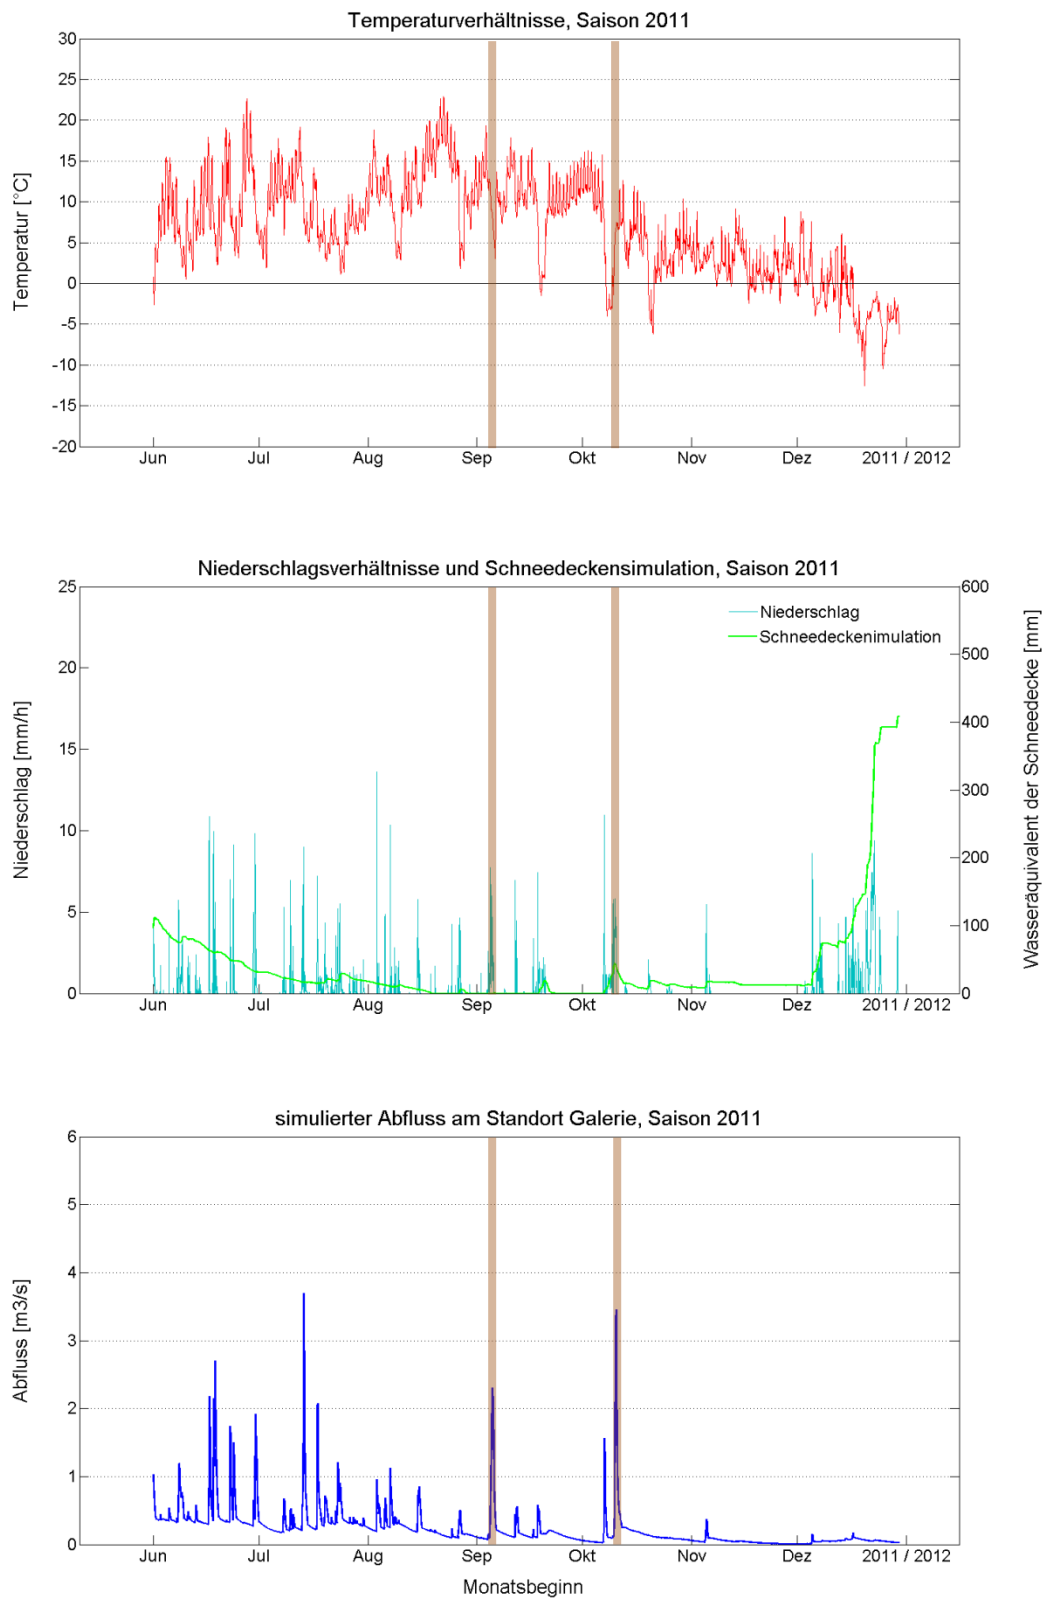 Temperaturverhältnisse, Saison 2011
30
25
20
15
10
5
0
-5
-10
-15
-20
Temperatur [°C]
Jun Jul Aug Sep Okt Nov Dez 2011 / 2012
Niederschlagsverhältnisse und Schneedeckensimulation, Saison 2011
25
20
15
10
5
0
Niederschlag [mm/h]
Niederschlag
Schneedeckenimulation
600
500
400
300
200
100
0
Wasseräquivalent der Schneedecke [mm]
Jun Jul Aug Sep Okt Nov Dez 2011 / 2012
simulierter Abfluss am Standort Galerie, Saison 2011
6
5
4
3
2
1
0
Abfluss [m3/s]
Jun Jul Aug Sep Okt Nov Dez 2011 / 2012
Monatsbeginn